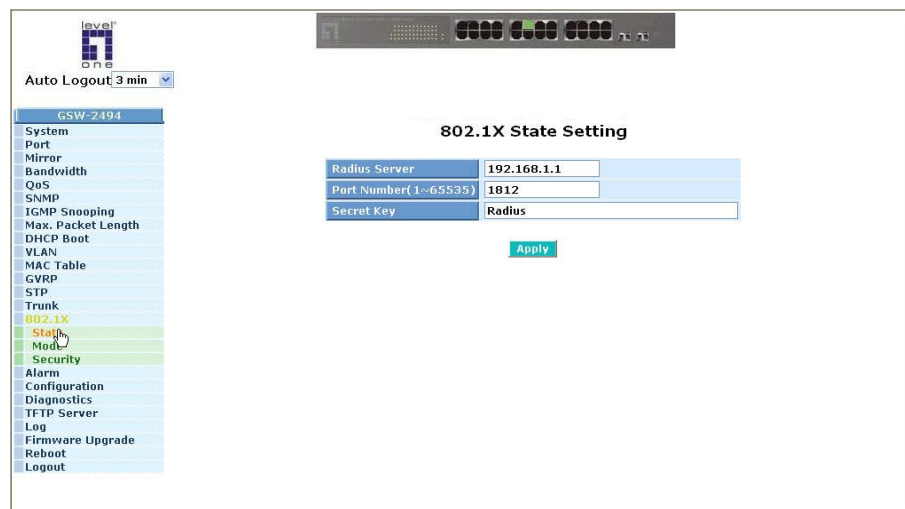 level
one
Auto Logout 3 min
GSW-2494
System
Port
Mirror
Bandwidth
QoS
SNMP
IGMP Snooping
Max. Packet Length
DHCP Boot
VLAN
MAC Table
GVRP
STP
Trunk
802.1X
State
Mode
Security
Alarm
Configuration
Diagnostics
TFTP Server
Log
Firmware Upgrade
Reboot
Logout
802.1X State Setting
Radius Server 192.168.1.1
Port Number(1~65535) 1812
Secret Key Radius
Apply